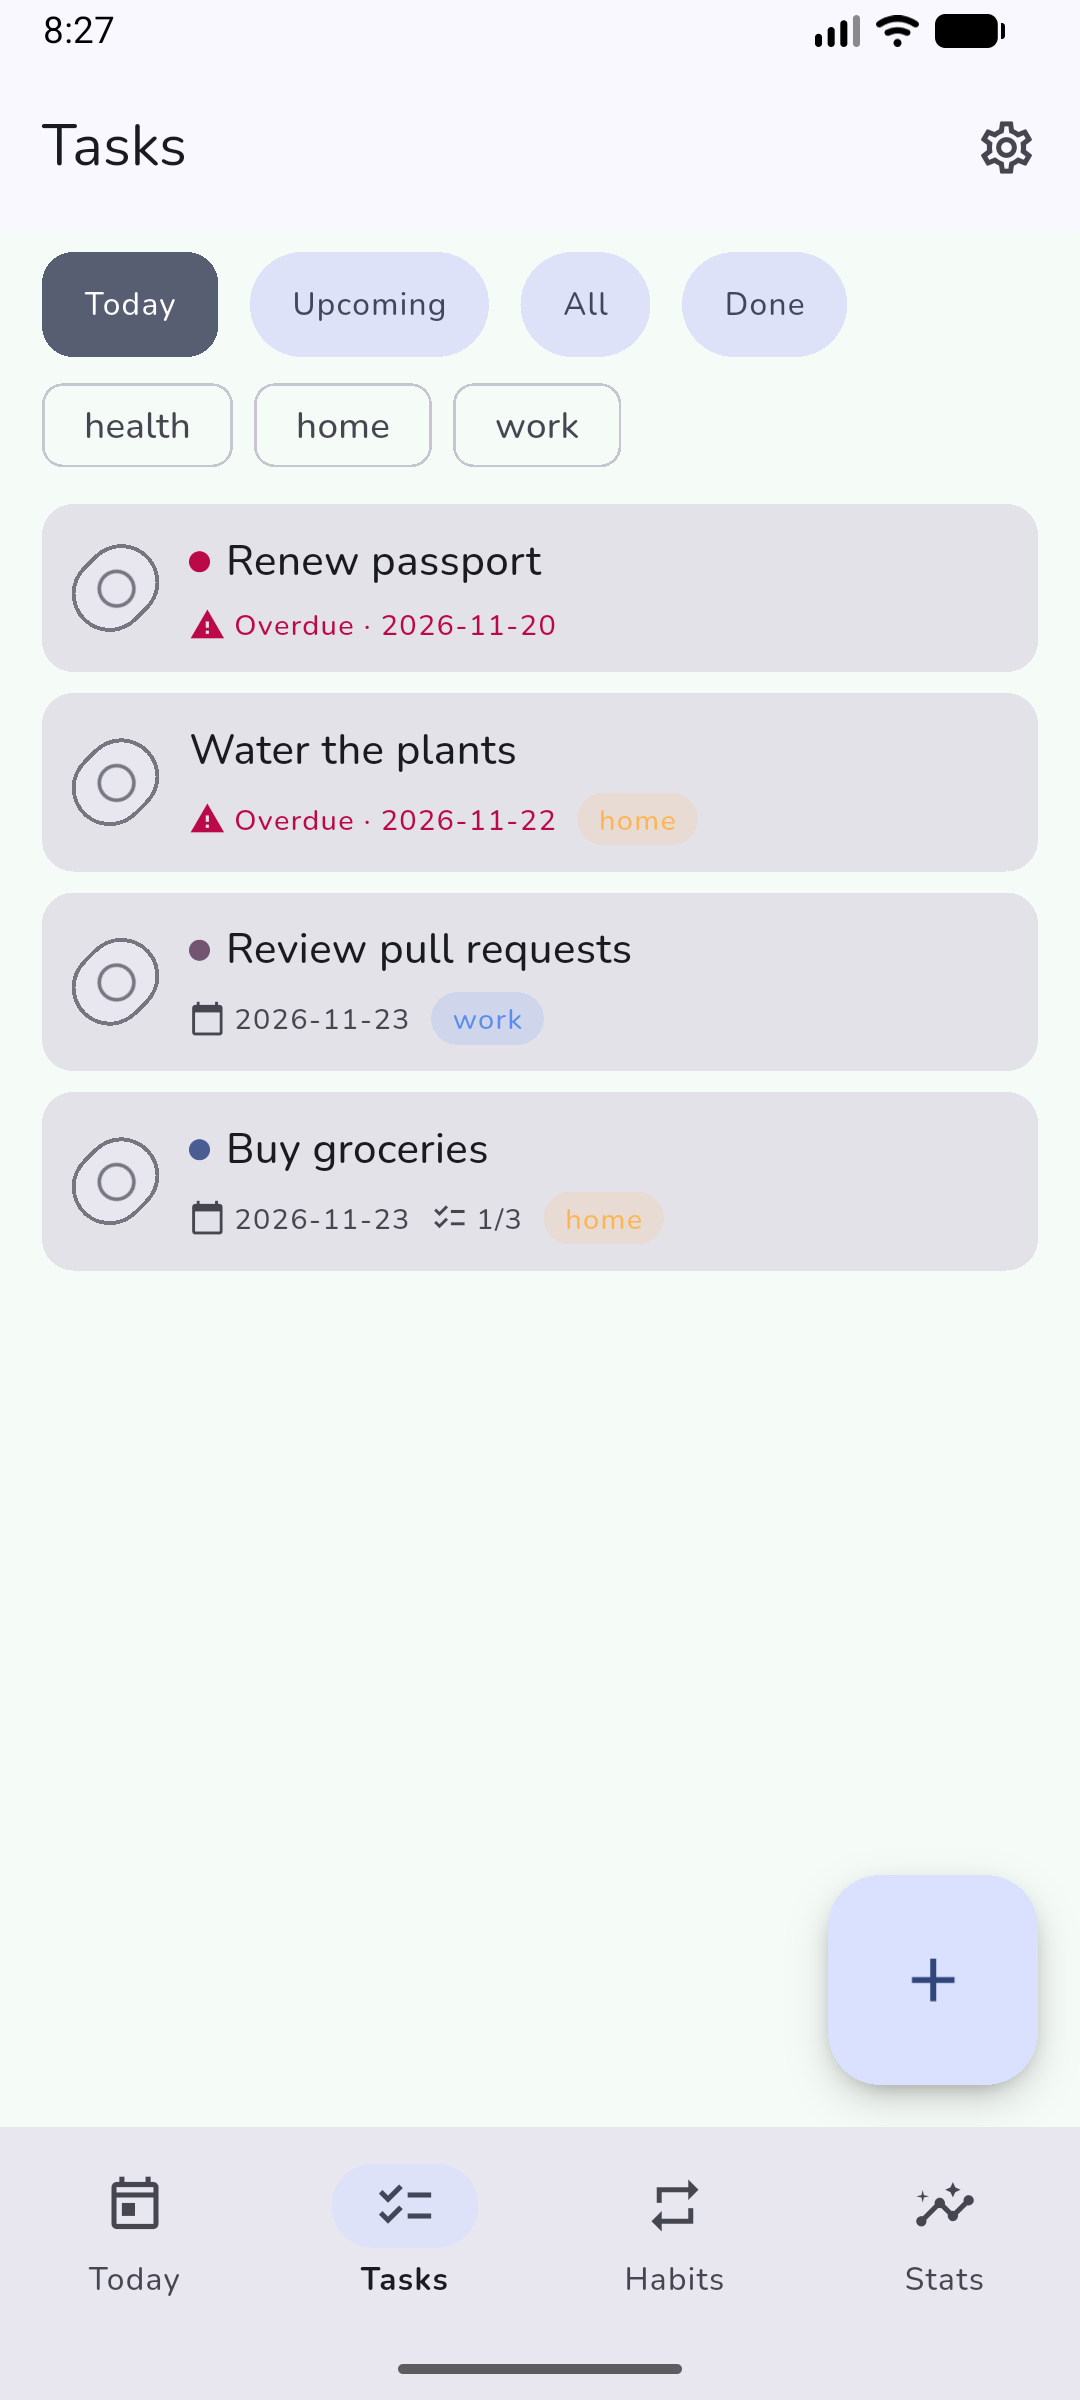 8:27
Tasks
Today Upcoming All Done
health home work
Renew passport
Overdue · 2026-11-20
Water the plants
Overdue · 2026-11-22 home
Review pull requests
2026-11-23 work
Buy groceries
2026-11-23 1/3 home
Today Tasks Habits Stats